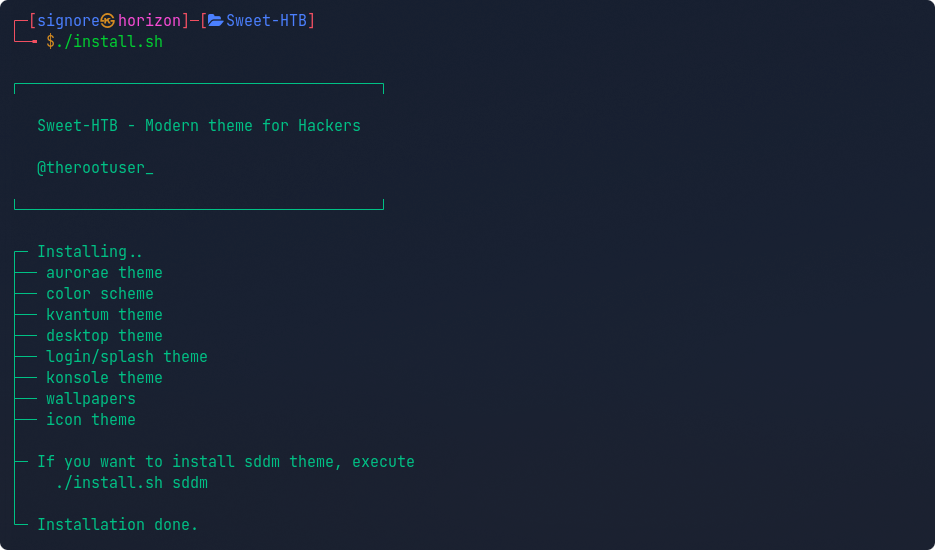 [signore㉿horizon]-[Sweet-HTB]
$./install.sh
Sweet-HTB - Modern theme for Hackers
@therootuser_
Installing..
aurorae theme
color scheme
kvantum theme
desktop theme
login/splash theme
konsole theme
wallpapers
icon theme
If you want to install sddm theme, execute
./install.sh sddm
Installation done.